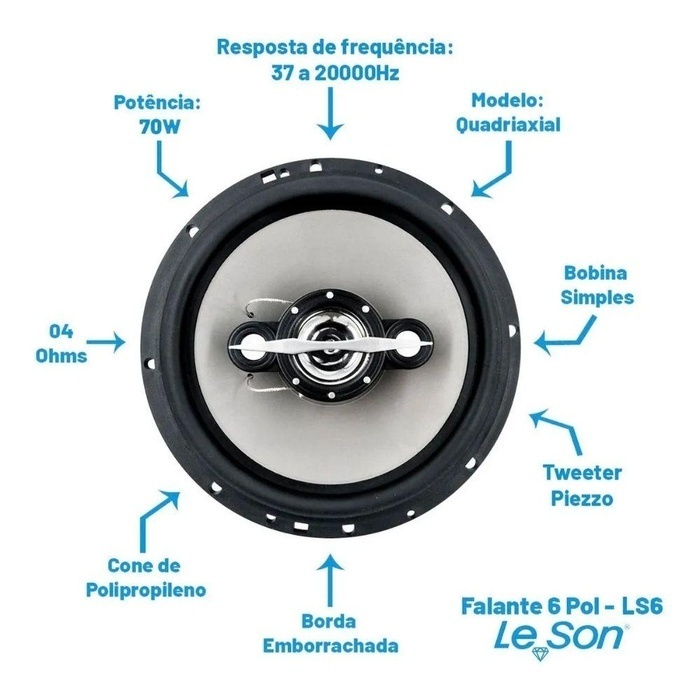 Resposta de frequência:
37 a 20000Hz
Potência:
70W
Modelo:
Quadriaxial
Bobina
Simples
04
Ohms
Tweeter
Piezzo
Cone de
Polipropileno
Borda
Emborrachada
Falante 6 Pol - LS6
Le Son